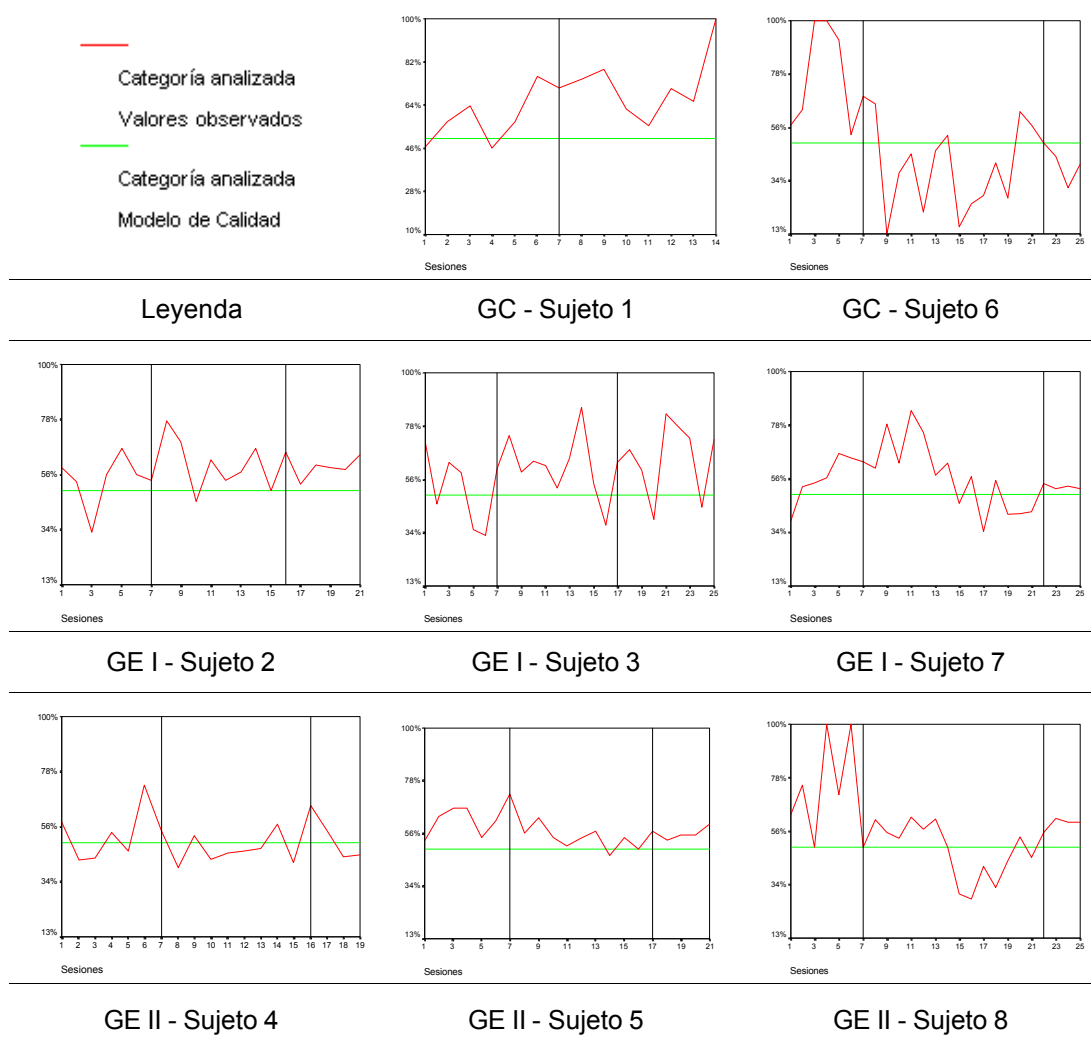 Categoría analizada
Valores observados
Categoría analizada
Modelo de Calidad
100%
82%
64%
46%
28%
10%
1 2 3 4 5 6 7 8 9 10 11 12 13 14
Sesiones
100%
78%
56%
34%
13%
1 3 5 7 9 11 13 15 17 19 21 23 25
Sesiones
Leyenda
GC - Sujeto 1
GC - Sujeto 6
100%
78%
56%
34%
13%
1 3 5 7 9 11 13 15 17 19 21
Sesiones
100%
78%
56%
34%
13%
1 3 5 7 9 11 13 15 17 19 21 23 25
Sesiones
100%
78%
56%
34%
13%
1 3 5 7 9 11 13 15 17 19 21 23 25
Sesiones
GE I - Sujeto 2
GE I - Sujeto 3
GE I - Sujeto 7
100%
78%
56%
34%
13%
1 2 3 4 5 6 7 8 9 10 11 12 13 14 15 16 17 18 19
Sesiones
100%
78%
56%
34%
13%
1 3 5 7 9 11 13 15 17 19 21
Sesiones
100%
78%
56%
34%
13%
1 3 5 7 9 11 13 15 17 19 21 23 25
Sesiones
GE II - Sujeto 4
GE II - Sujeto 5
GE II - Sujeto 8